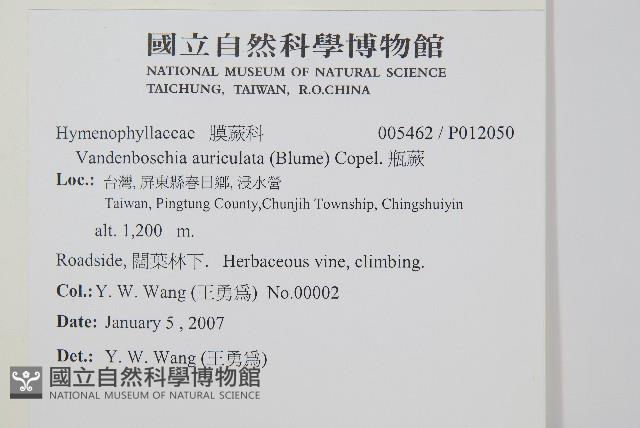 國立自然科學博物館
NATIONAL MUSEUM OF NATURAL SCIENCE
TAICHUNG, TAIWAN, R.O.CHINA
Hymenophyllaceae 膜蕨科 005462 / P012050
Vandenboschia auriculata (Blume) Copel. 瓶蕨
Loc.: 台灣, 屏東縣春日鄉, 浸水營
Taiwan, Pingtung County,Chunjih Township, Chingshuiyin
alt. 1,200 m.
Roadside, 闊葉林下. Herbaceous vine, climbing.
Col.: Y. W. Wang (王勇為) No.00002
Date: January 5 , 2007
Det.: Y. W. Wang (王勇為)
國立自然科學博物館
NATIONAL MUSEUM OF NATURAL SCIENCE